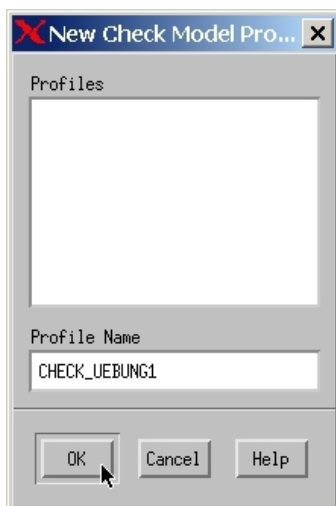 New Check Model Pro...
Profiles
Profile Name
CHECK_UEBUNG1
OK Cancel Help